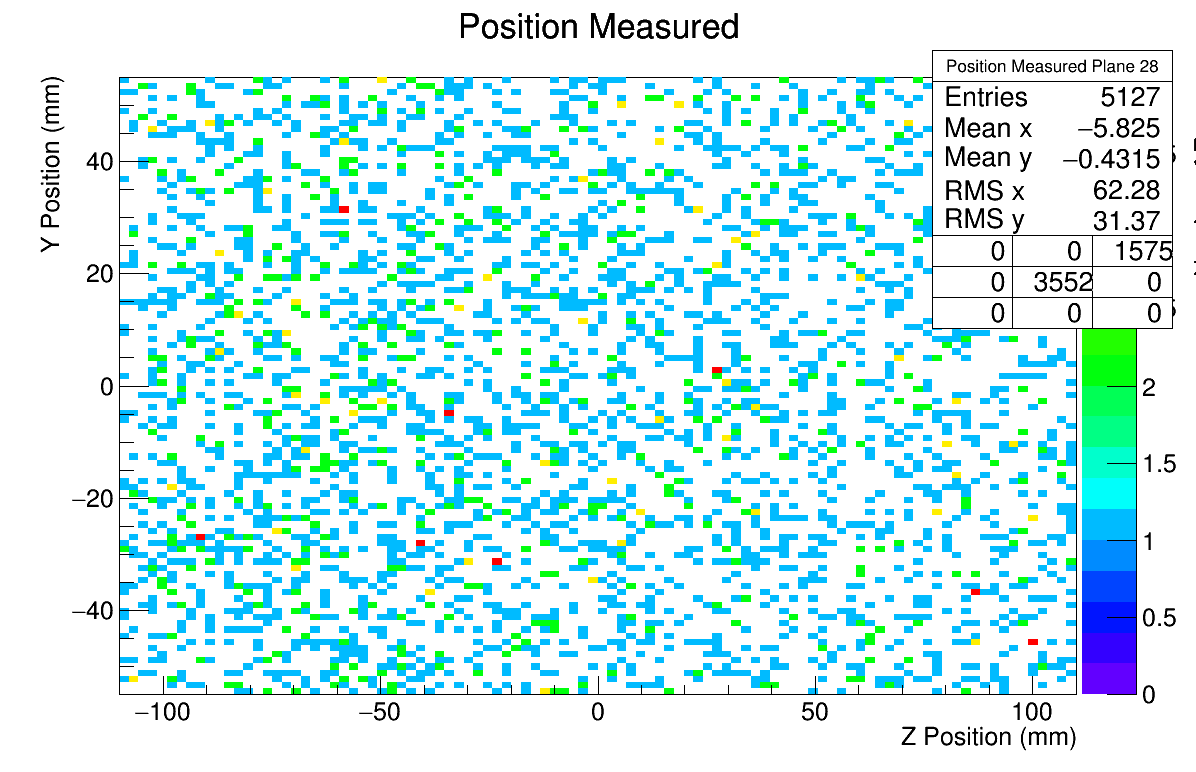 Position Measured
Position Measured Plane 28
Entries 5127
Mean x −5.825
Mean y −0.4315
RMS x 62.28
RMS y 31.37
0 0 1575
0 3552 0
0 0 0
Y Position (mm)
40
20
0
−20
−40
2
1.5
1
0.5
0
−100 −50 0 50 100
Z Position (mm)